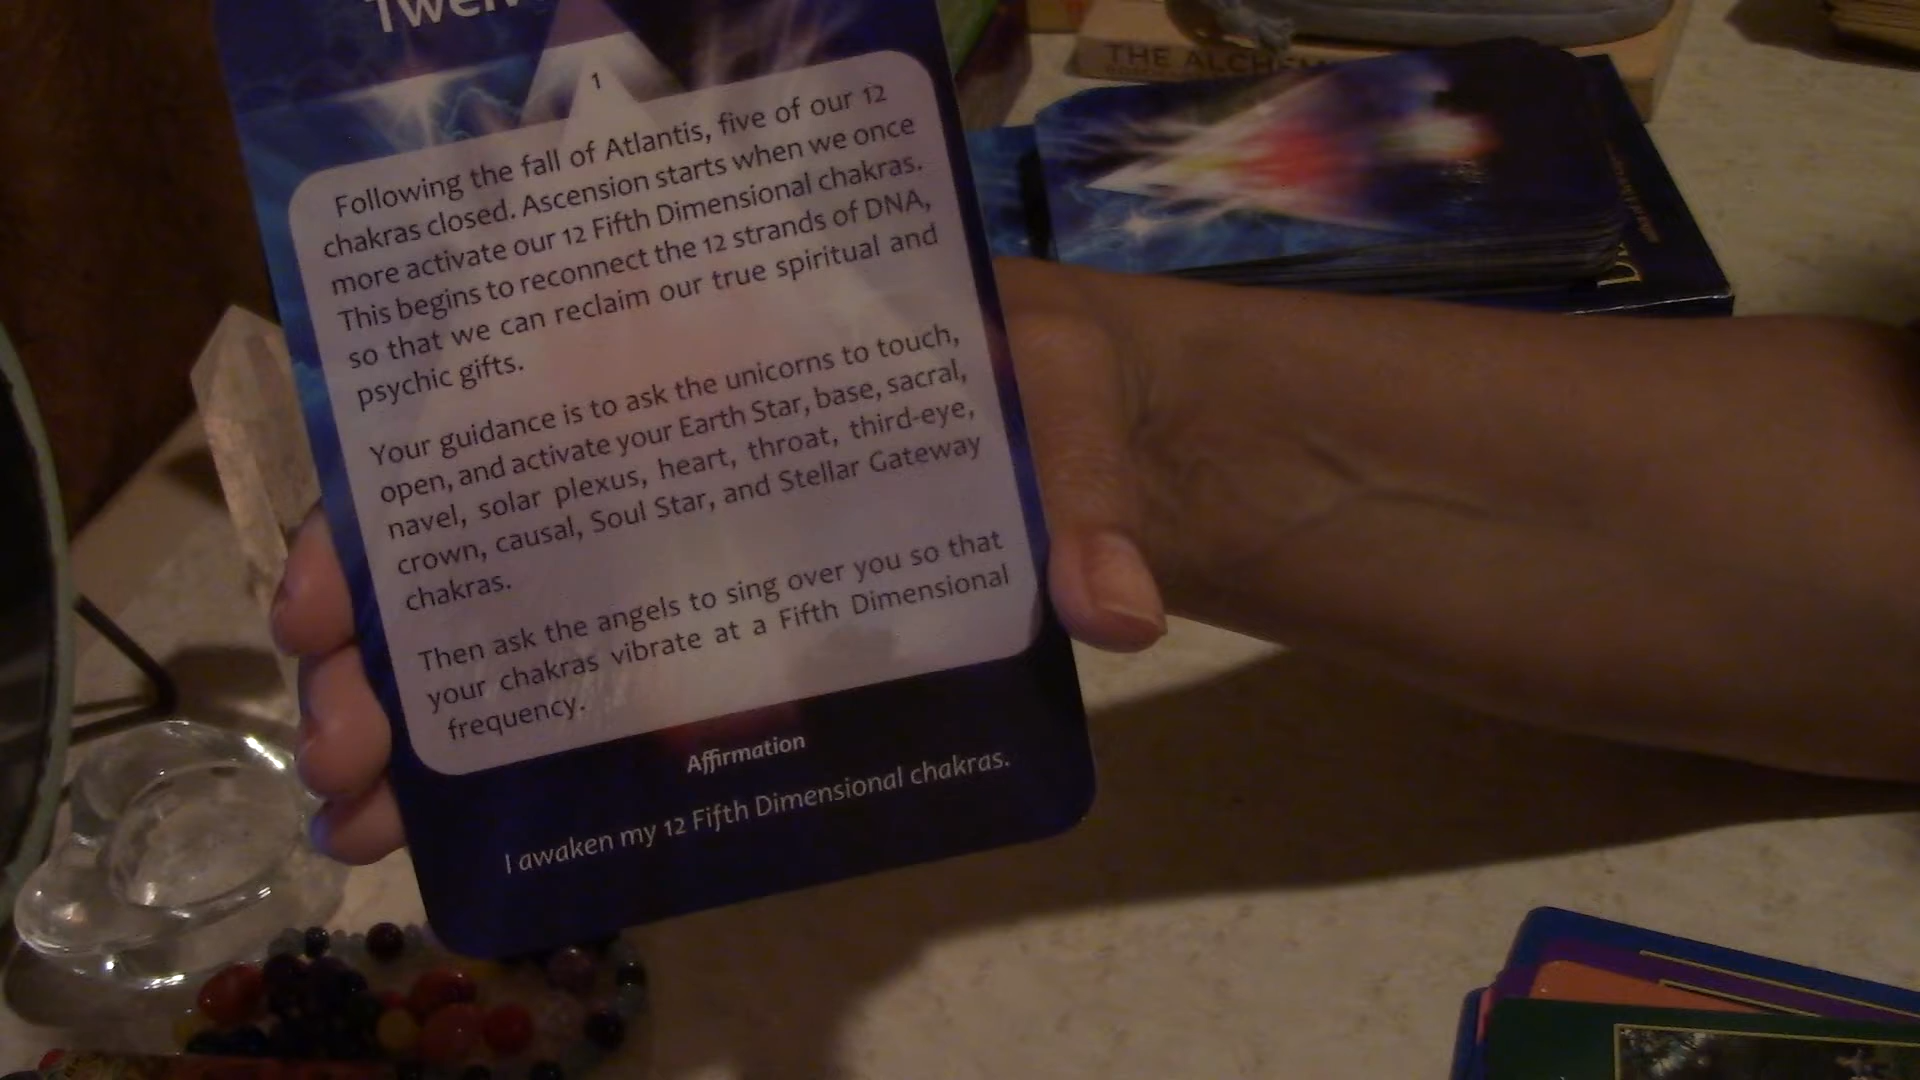 1
Following the fall of Atlantis, five of our 12
chakras closed. Ascension starts when we once
more activate our 12 Fifth Dimensional chakras.
This begins to reconnect the 12 strands of DNA,
so that we can reclaim our true spiritual and
psychic gifts.
Your guidance is to ask the unicorns to touch,
open, and activate your Earth Star, base, sacral,
navel, solar plexus, heart, throat, third-eye,
crown, causal, Soul Star, and Stellar Gateway
chakras.
Then ask the angels to sing over you so that
your chakras vibrate at a Fifth Dimensional
frequency.
Affirmation
I awaken my 12 Fifth Dimensional chakras.
THE